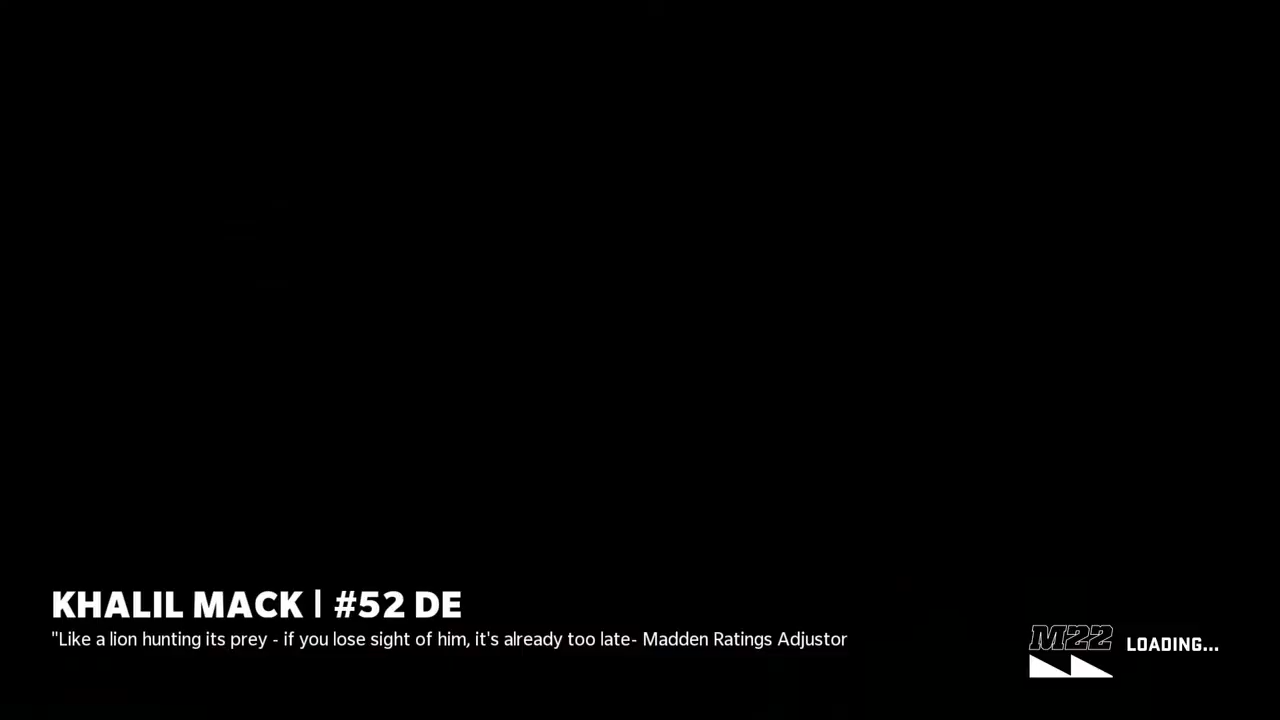 KHALIL MACK | #52 DE
"Like a lion hunting its prey - if you lose sight of him, it's already too late- Madden Ratings Adjustor
M22
LOADING...